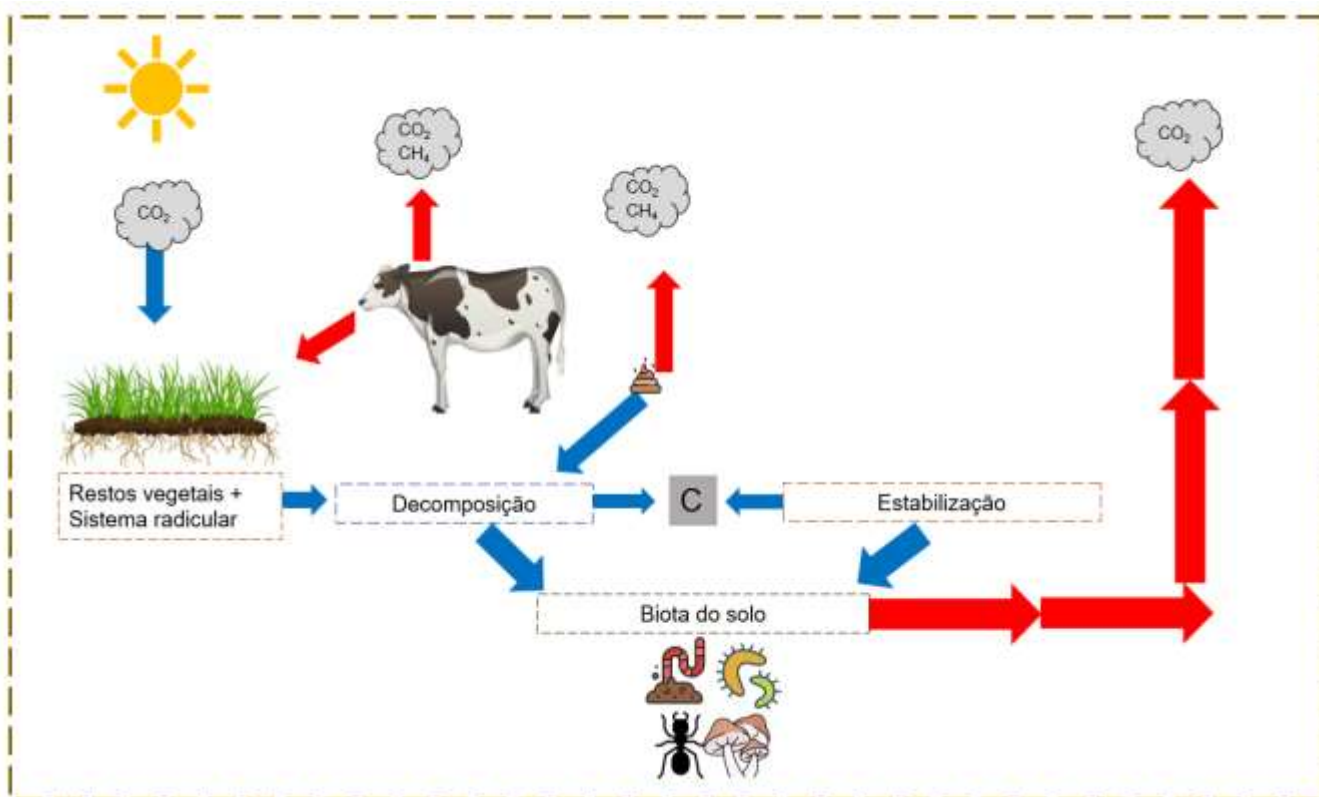 CO₂
CH₄
CO₂
CO₂
CH₄
CO₂
Restos vegetais +
Sistema radicular
Decomposição
C
Estabilização
Biota do solo